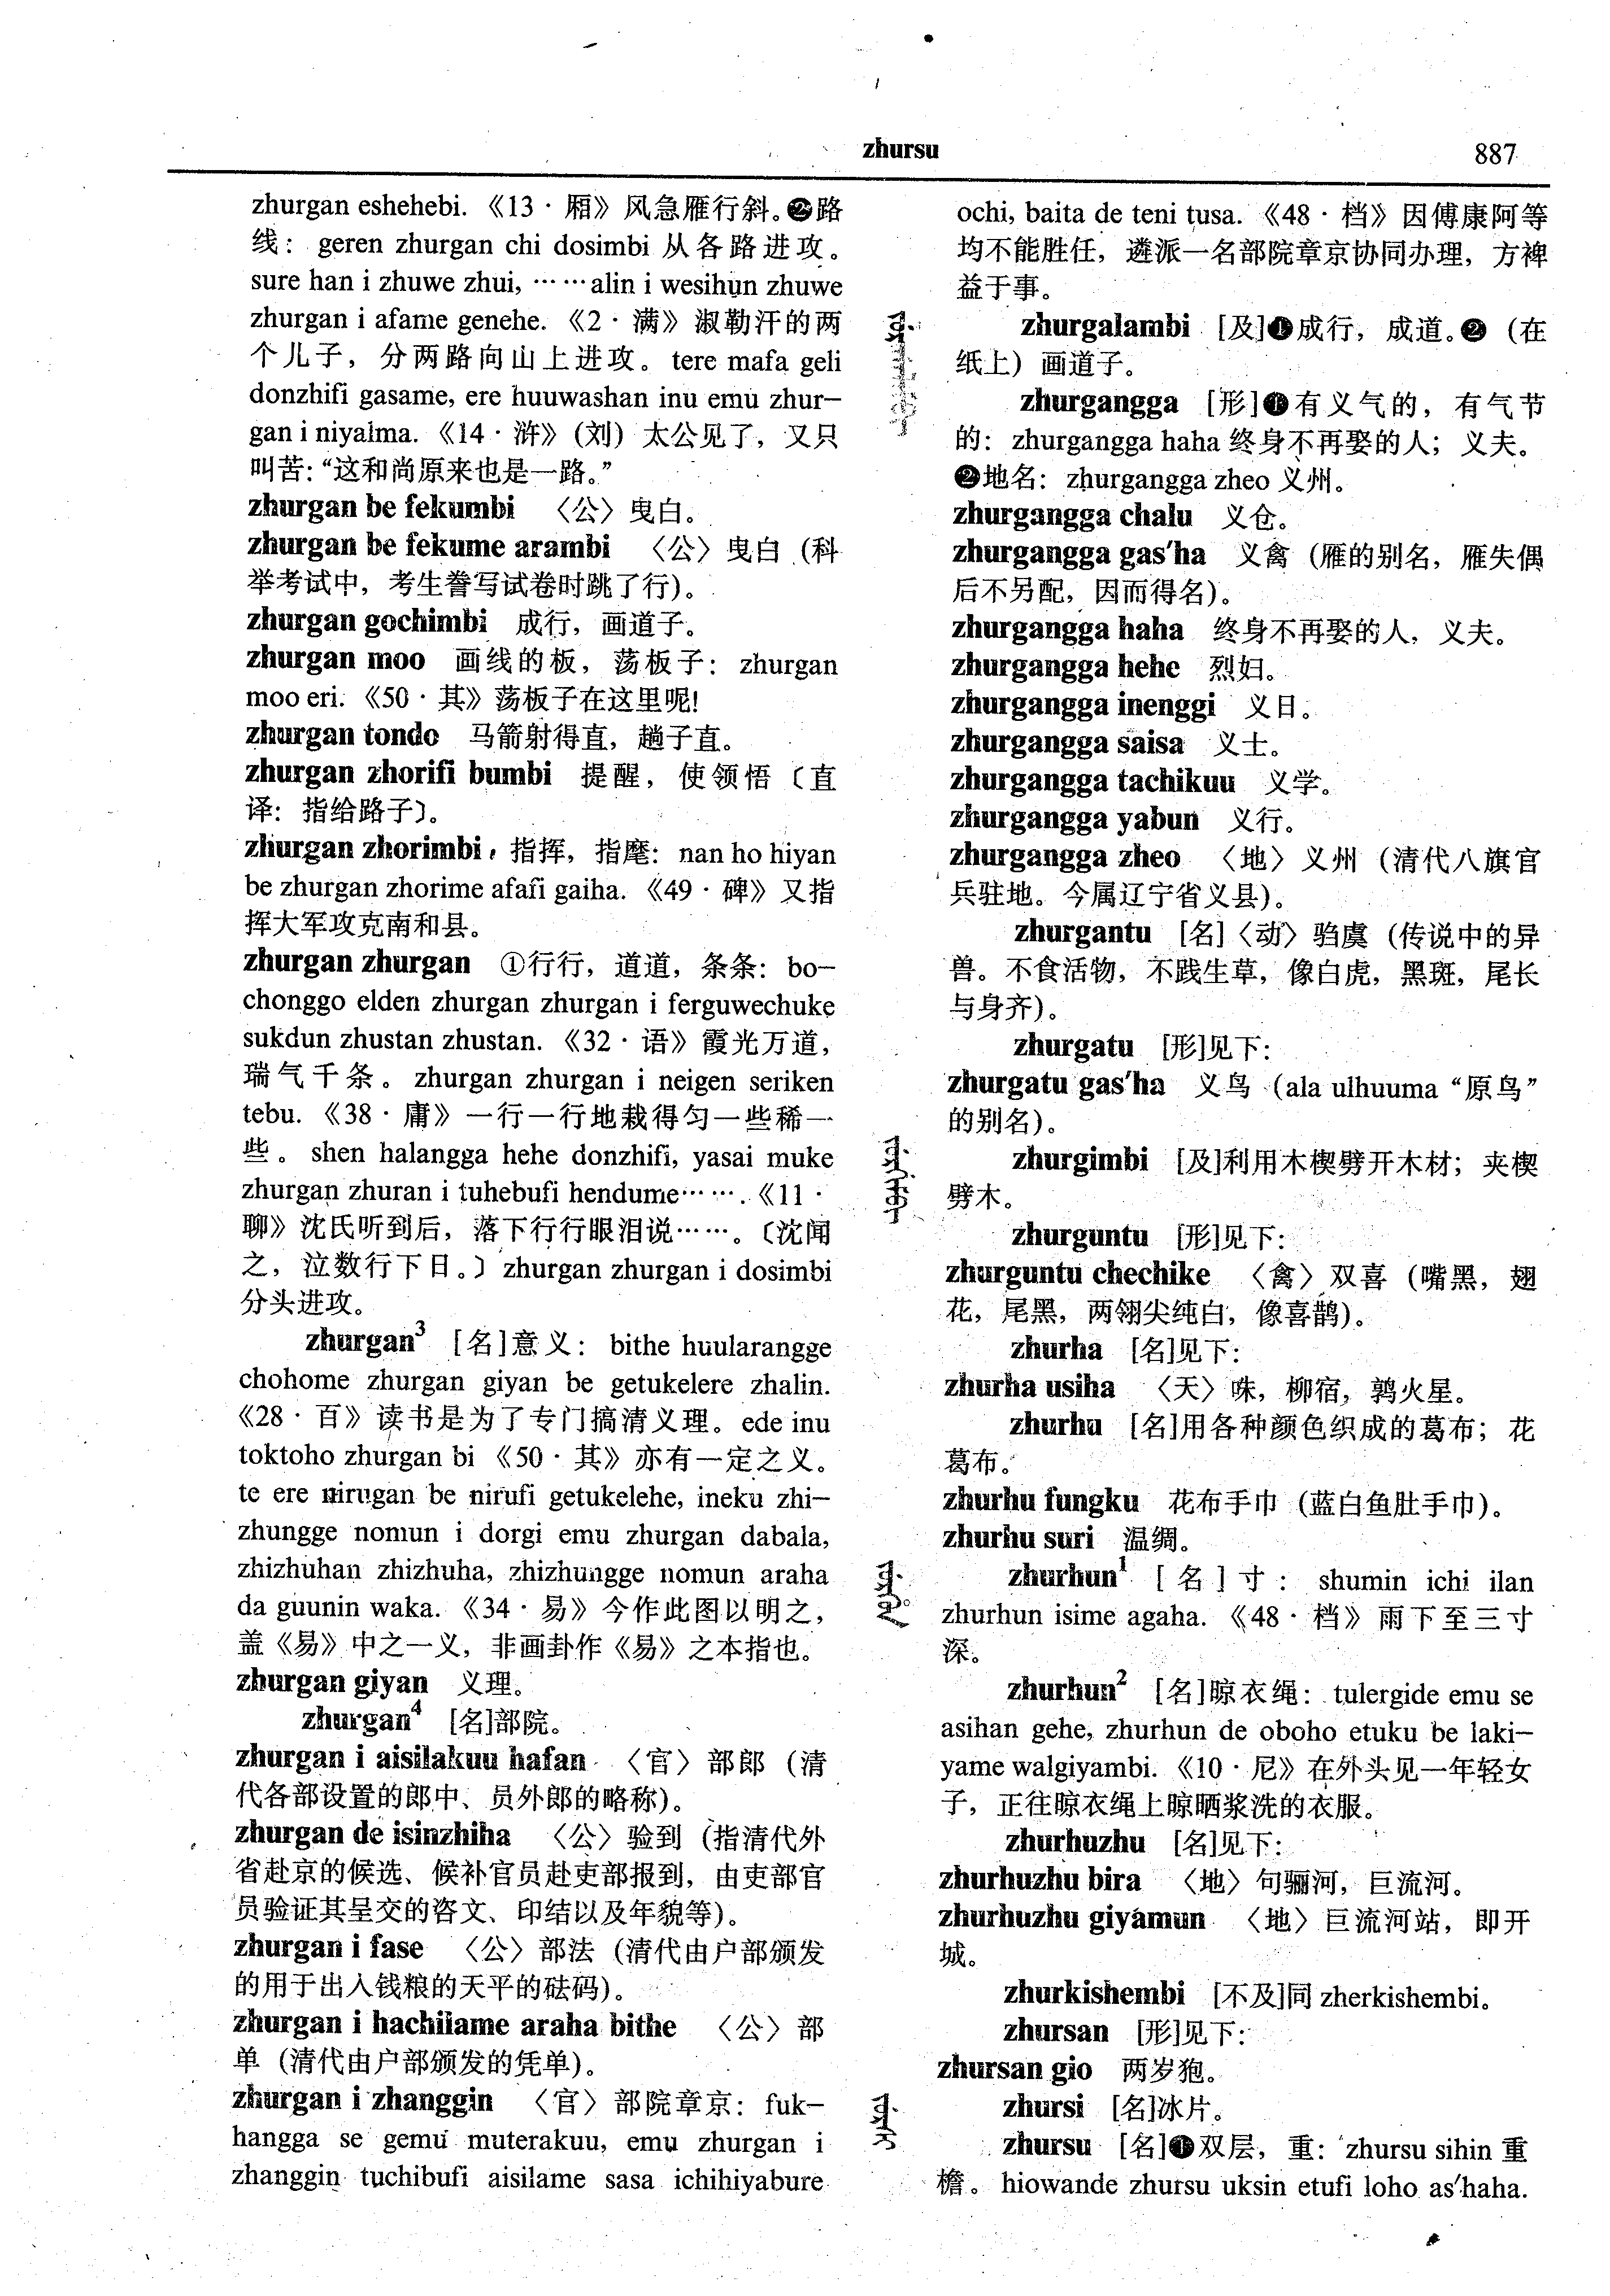 zhursu
887
zhurgan eshehebi. 《13·厢》风急雁行斜。❷路
线： geren zhurgan chi dosimbi 从各路进攻。
sure han i zhuwe zhui, ……alin i wesihun zhuwe
zhurgan i afame genehe. 《2·满》淑勒汗的两
个儿子，分两路向山上进攻。tere mafa geli
donzhifi gasame, ere huuwashan inu emu zhur–
gan i niyalma. 《14·浒》（刘）太公见了，又只
叫苦：“这和尚原来也是一路。”
zhurgan be fekumbi 〈公〉曳白。
zhurgan be fekume arambi 〈公〉曳白（科
举考试中，考生誊写试卷时跳了行）。
zhurgan gochimbi 成行，画道子。
zhurgan moo 画线的板，荡板子：zhurgan
moo eri.《50·其》荡板子在这里呢！
zhurgan tondo 马箭射得直，趟子直。
zhurgan zhorifi bumbi 提醒，使领悟〔直
译：指给路子〕。
zhurgan zhorimbi，指挥，指麾：nan ho hiyan
be zhurgan zhorime afafi gaiha.《49·碑》又指
挥大军攻克南和县。
zhurgan zhurgan ①行行，道道，条条：bo–
chonggo elden zhurgan zhurgan i ferguwechuke
sukdun zhustan zhustan. 《32·语》霞光万道，
瑞气千条。zhurgan zhurgan i neigen seriken
tebu. 《38·庸》一行一行地栽得匀一些稀一
些。shen halangga hehe donzhifi, yasai muke
zhurgan zhuran i tuhebufi hendume…….《11·
聊》沈氏听到后，落下行行眼泪说……。〔沈闻
之，泣数行下日。〕zhurgan zhurgan i dosimbi
分头进攻。
zhurgan³ [名]意义：bithe huularangge
chohome zhurgan giyan be getukelere zhalin.
《28·百》读书是为了专门搞清义理。ede inu
toktoho zhurgan bi 《50·其》亦有一定之义。
te ere nirugan be nirufi getukelehe, ineku zhi–
zhungge nomun i dorgi emu zhurgan dabala,
zhizhuhan zhizhuha, zhizhungge nomun araha
da guunin waka. 《34·易》今作此图以明之，
盖《易》中之一义，非画卦作《易》之本指也。
zhurgan giyan 义理。
zhurgan⁴ [名]部院。
zhurgan i aisilakuu hafan 〈官〉部郎（清
代各部设置的郎中、员外郎的略称）。
zhurgan de isinzhiha 〈公〉验到（指清代外
省赴京的候选、候补官员赴吏部报到，由吏部官
员验证其呈交的咨文、印结以及年貌等）。
zhurgan i fase 〈公〉部法（清代由户部颁发
的用于出入钱粮的天平的砝码）。
zhurgan i hachilame araha bithe 〈公〉部
单（清代由户部颁发的凭单）。
zhurgan i zhanggin 〈官〉部院章京：fuk–
hangga se gemu muterakuu, emu zhurgan i
zhanggin tuchibufi aisilame sasa ichihiyabure
ochi, baita de teni tusa. 《48·档》因傅康阿等
均不能胜任，遴派一名部院章京协同办理，方裨
益于事。
zhurgalambi [及]❶成行，成道。❷（在
纸上）画道子。
zhurgangga [形]❶有义气的，有气节
的：zhurgangga haha 终身不再娶的人；义夫。
❷地名：zhurgangga zheo 义州。
zhurgangga chalu 义仓。
zhurgangga gas'ha 义禽（雁的别名，雁失偶
后不另配，因而得名）。
zhurgangga haha 终身不再娶的人，义夫。
zhurgangga hehe 烈妇。
zhurgangga inenggi 义日。
zhurgangga saisa 义士。
zhurgangga tachikuu 义学。
zhurgangga yabun 义行。
zhurgangga zheo 〈地〉义州（清代八旗官
兵驻地。今属辽宁省义县）。
zhurgantu [名]〈动〉驺虞（传说中的异
兽。不食活物，不践生草，像白虎，黑斑，尾长
与身齐）。
zhurgatu [形]见下：
zhurgatu gas'ha 义鸟（ala ulhuuma “原鸟”
的别名）。
zhurgimbi [及]利用木楔劈开木材；夹楔
劈木。
zhurguntu [形]见下：
zhurguntu chechike 〈禽〉双喜（嘴黑，翅
花，尾黑，两翎尖纯白，像喜鹊）。
zhurha [名]见下：
zhurha usiha 〈天〉咮，柳宿，鹑火星。
zhurhu [名]用各种颜色织成的葛布；花
葛布。
zhurhu fungku 花布手巾（蓝白鱼肚手巾）。
zhurhu suri 温绸。
zhurhun¹ [名]寸：shumin ichi ilan
zhurhun isime agaha. 《48·档》雨下至三寸
深。
zhurhun² [名]晾衣绳：tulergide emu se
asihan gehe, zhurhun de oboho etuku be laki–
yame walgiyambi. 《10·尼》在外头见一年轻女
子，正往晾衣绳上晾晒浆洗的衣服。
zhurhuzhu [名]见下：
zhurhuzhu bira 〈地〉句骊河，巨流河。
zhurhuzhu giyamun 〈地〉巨流河站，即开
城。
zhurkishembi [不及]同 zherkishembi。
zhursan [形]见下：
zhursan gio 两岁狍。
zhursi [名]冰片。
zhursu [名]❶双层，重：zhursu sihin 重
檐。hiowande zhursu uksin etufi loho as'haha.